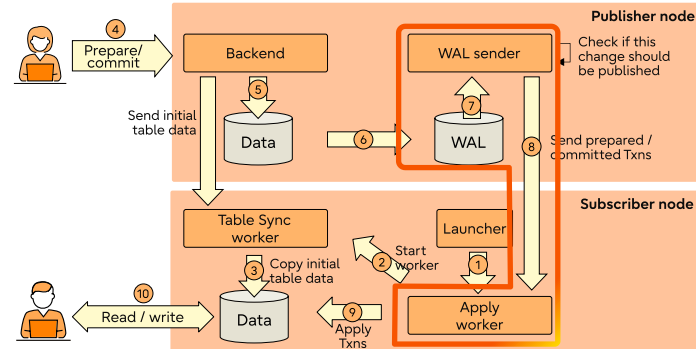 Publisher node
4
Prepare/
commit
Backend
WAL sender
Check if this
change should
be published
5
7
Send initial
table data
Data
6
WAL
8
Send prepared /
committed Txns
Subscriber node
Table Sync
worker
Launcher
Start
worker
2
1
3
Copy initial
table data
10
Read / write
Data
9
Apply
Txns
Apply
worker